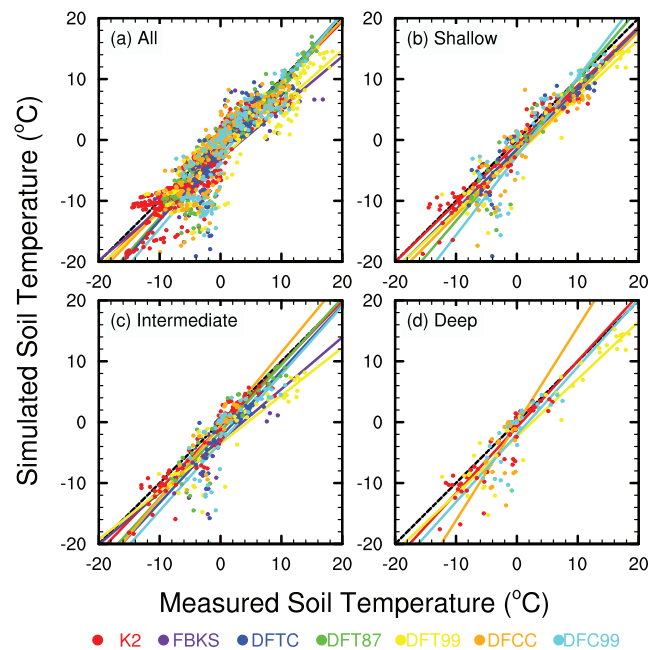 Simulated Soil Temperature (°C)
(a) All
20
10
0
-10
-20
-20 -10 0 10 20
(b) Shallow
20
10
0
-10
-20
-20 -10 0 10 20
(c) Intermediate
20
10
0
-10
-20
-20 -10 0 10 20
(d) Deep
20
10
0
-10
-20
-20 -10 0 10 20
Measured Soil Temperature (°C)
K2 FBKS DFTC DFT87 DFT99 DFCC DFC99